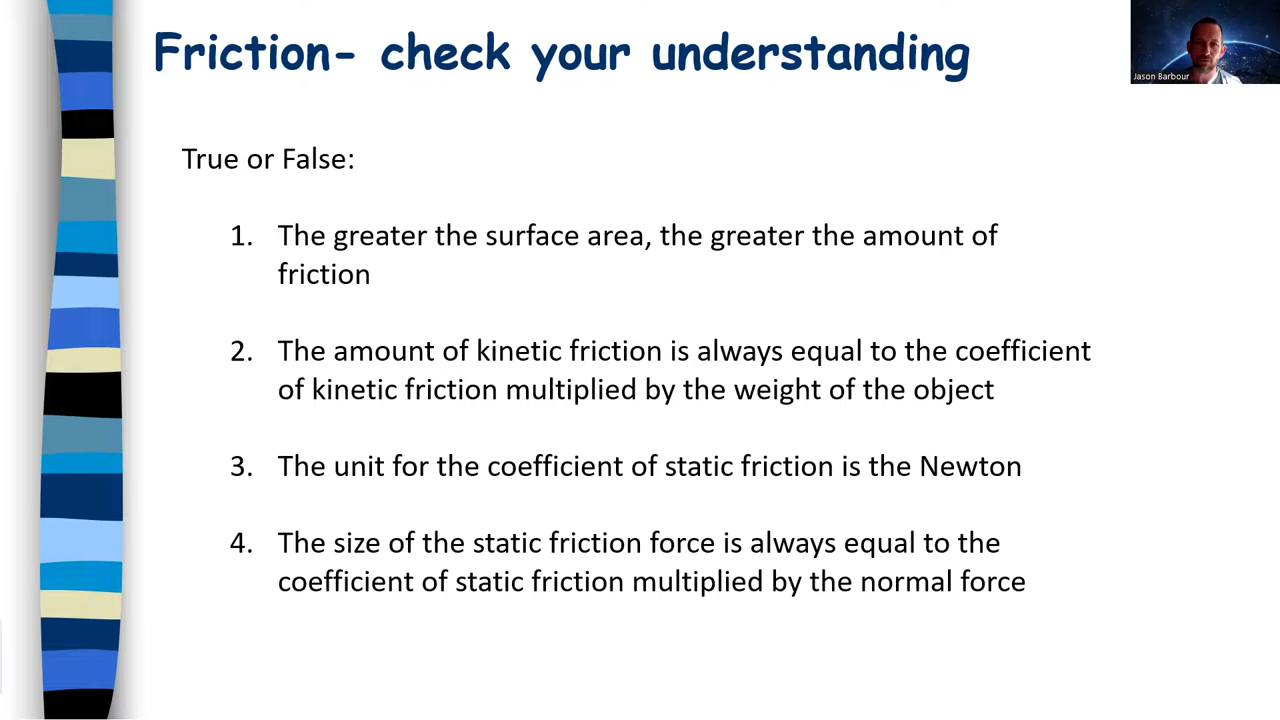 Friction- check your understanding
Jason Barbour
True or False:
1. The greater the surface area, the greater the amount of
friction
2. The amount of kinetic friction is always equal to the coefficient
of kinetic friction multiplied by the weight of the object
3. The unit for the coefficient of static friction is the Newton
4. The size of the static friction force is always equal to the
coefficient of static friction multiplied by the normal force